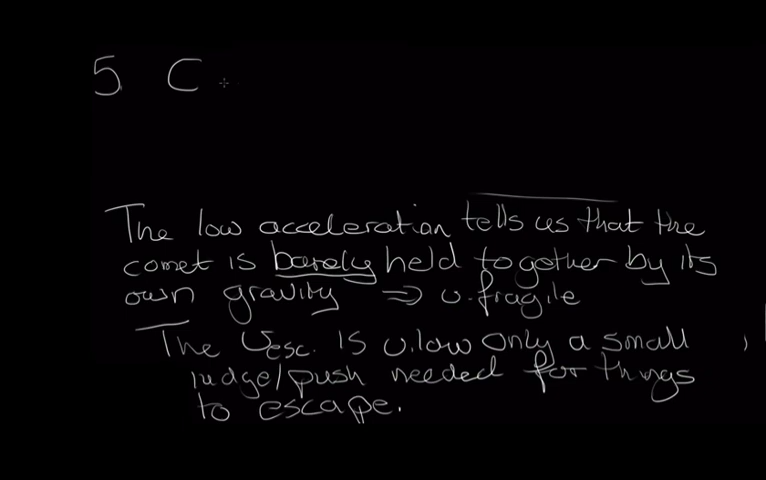 5 C
The low acceleration tells us that the
comet is barely held together by its
own gravity ⇒ v.fragile
The Vesc. is v.low only a small
nudge/push needed for things
to escape.